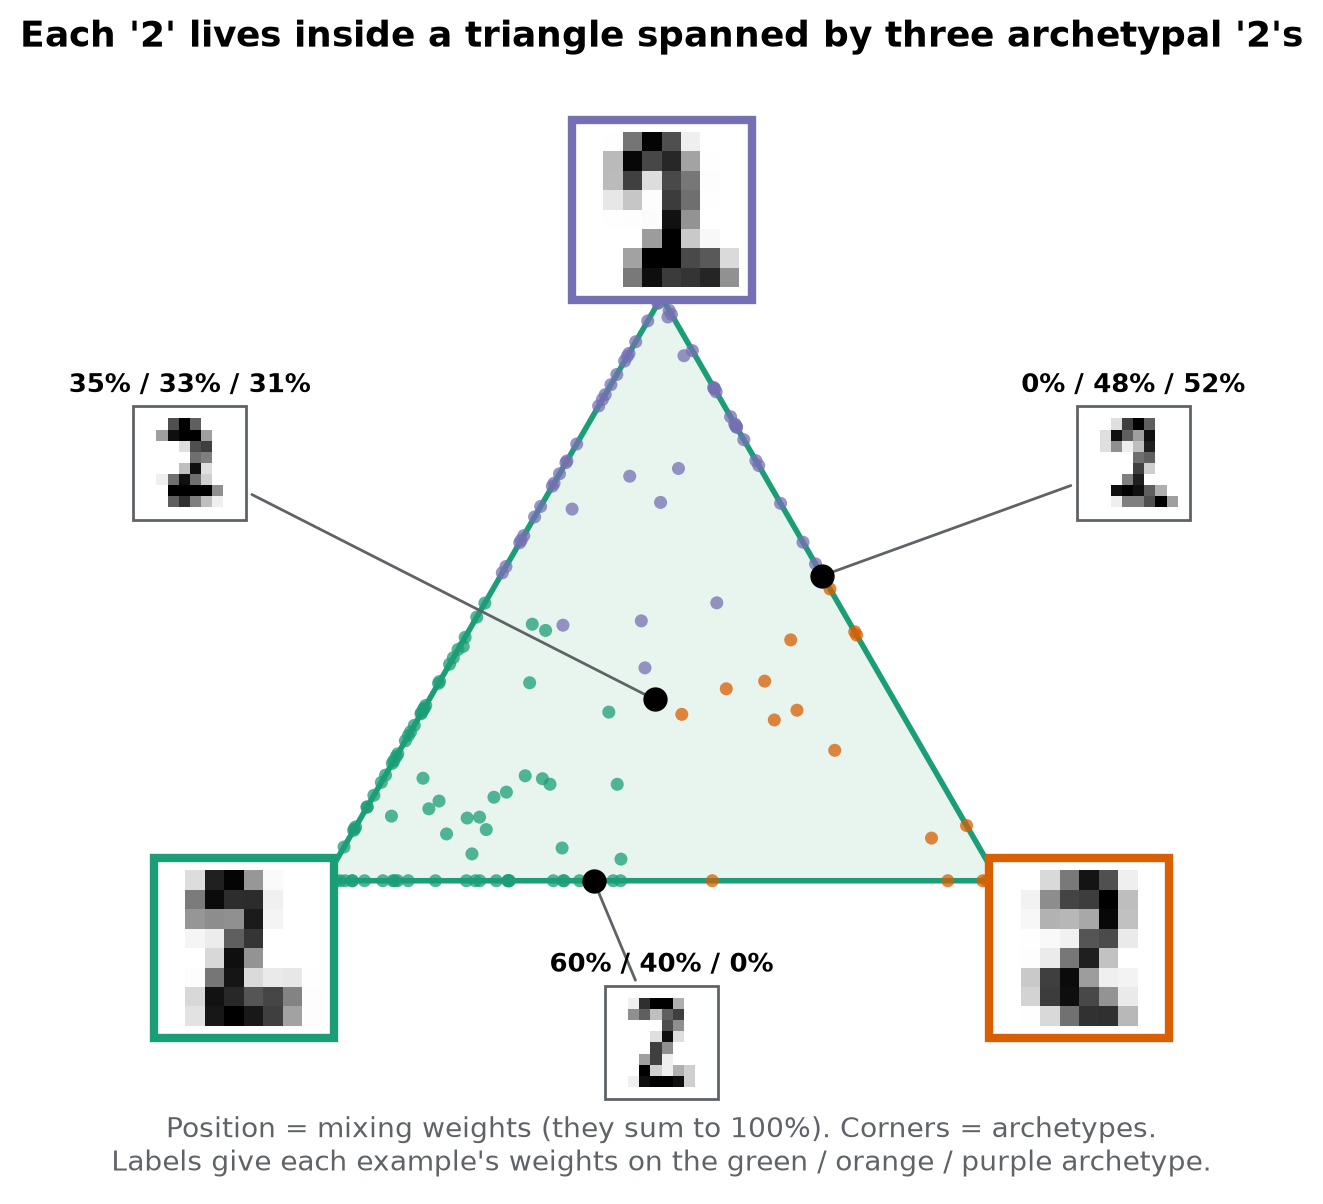 Each '2' lives inside a triangle spanned by three archetypal '2's
35% / 33% / 31%
0% / 48% / 52%
60% / 40% / 0%
Position = mixing weights (they sum to 100%). Corners = archetypes.
Labels give each example's weights on the green / orange / purple archetype.